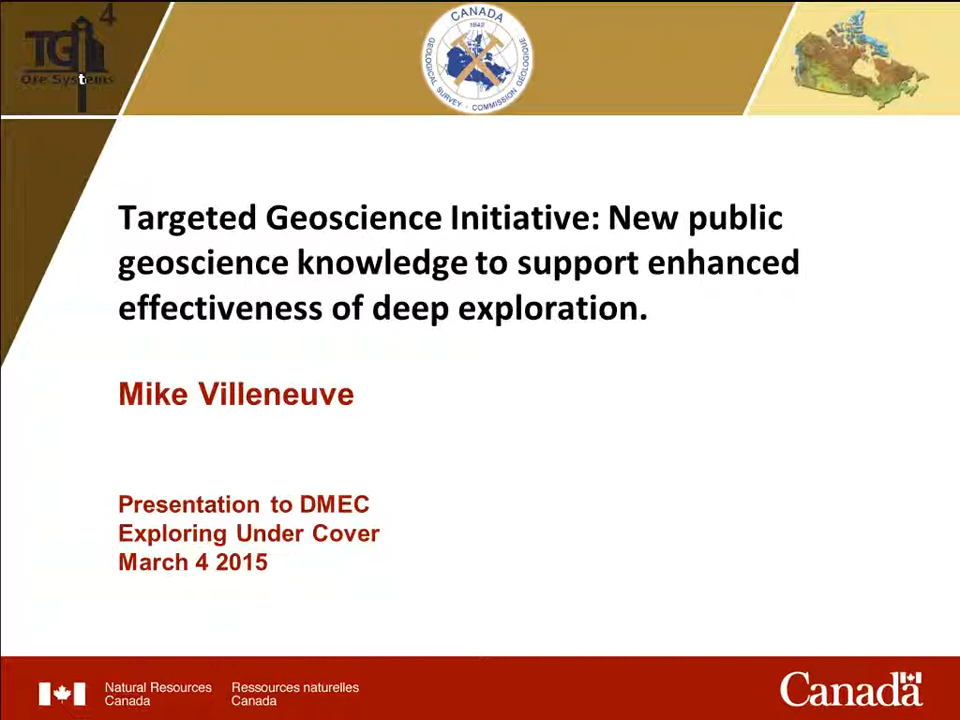 4
TGI
Ore Systems
CANADA
1842
GEOLOGICAL SURVEY - COMMISSION GÉOLOGIQUE
Targeted Geoscience Initiative: New public
geoscience knowledge to support enhanced
effectiveness of deep exploration.
Mike Villeneuve
Presentation to DMEC
Exploring Under Cover
March 4 2015
Natural Resources
Canada
Ressources naturelles
Canada
Canada